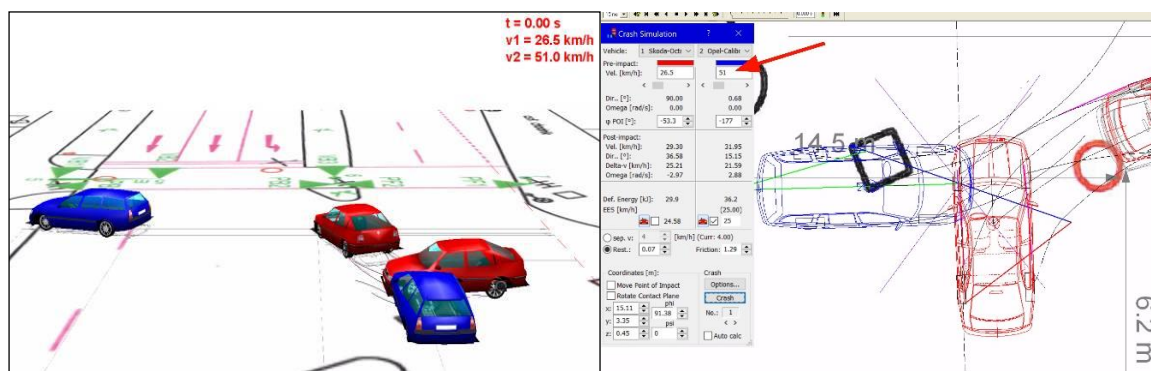 t = 0.00 s
v1 = 26.5 km/h
v2 = 51.0 km/h
Crash Simulation ? ×
Vehicle: 1 Skoda-Octa 2 Opel-Calibr
Pre-impact:
Vel. [km/h]: 26.5 51
< > < >
Dir.. [°]: 90.00 0.68
Omega [rad/s]: 0.00 0.00
φ POI [°]: -53.3 -177
Post-impact:
Vel. [km/h]: 29.30 31.95
Dir.. [°]: 36.58 15.15
Delta-v [km/h]: 25.21 21.59
Omega [rad/s]: -2.97 2.88
Def. Energy [kJ]: 29.9 36.2
EES [km/h] [25.00]
24.58 25
sep. v: 4 [km/h] (Curr: 4.00)
Rest.: 0.07 Friction: 1.29
Coordinates [m]: Crash
Move Point of Impact Options...
Rotate Contact Plane Crash
x: 15.11 phi No.: 1
y: 3.35 91.38 < >
psi
z: 0.45 0 Auto calc
14.5 m
6.2 m